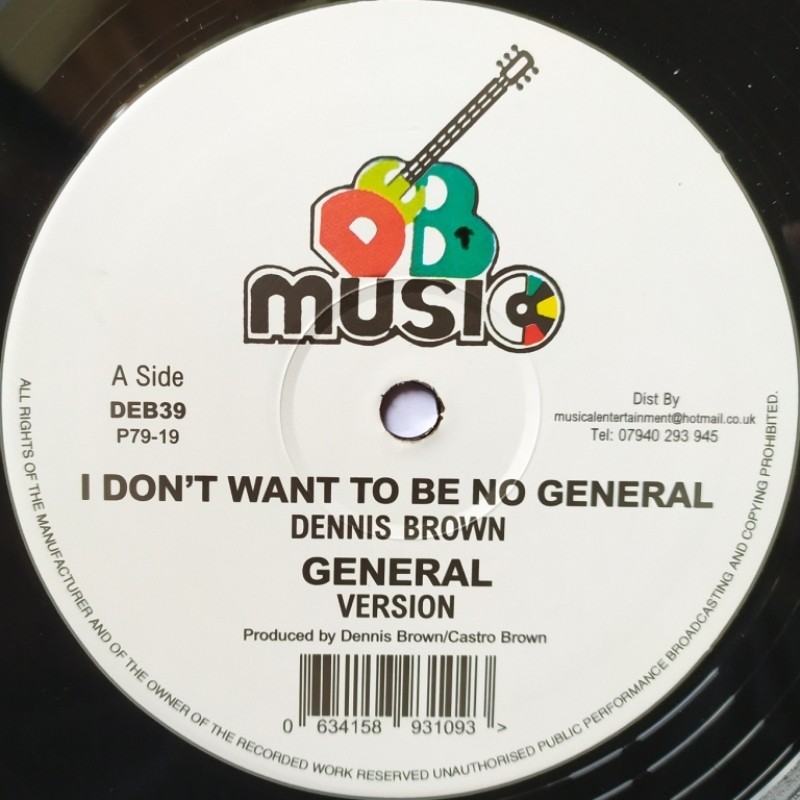 DEB
MUSIC
A Side
DEB39
P79-19
Dist By
musicalentertainment@hotmail.co.uk
Tel: 07940 293 945
I DON'T WANT TO BE NO GENERAL
DENNIS BROWN
GENERAL
VERSION
Produced by Dennis Brown/Castro Brown
0 634158 931093 >
ALL RIGHTS OF THE MANUFACTURER AND OF THE OWNER OF THE RECORDED WORK RESERVED UNAUTHORISED PUBLIC PERFORMANCE BROADCASTING AND COPYING PROHIBITED.